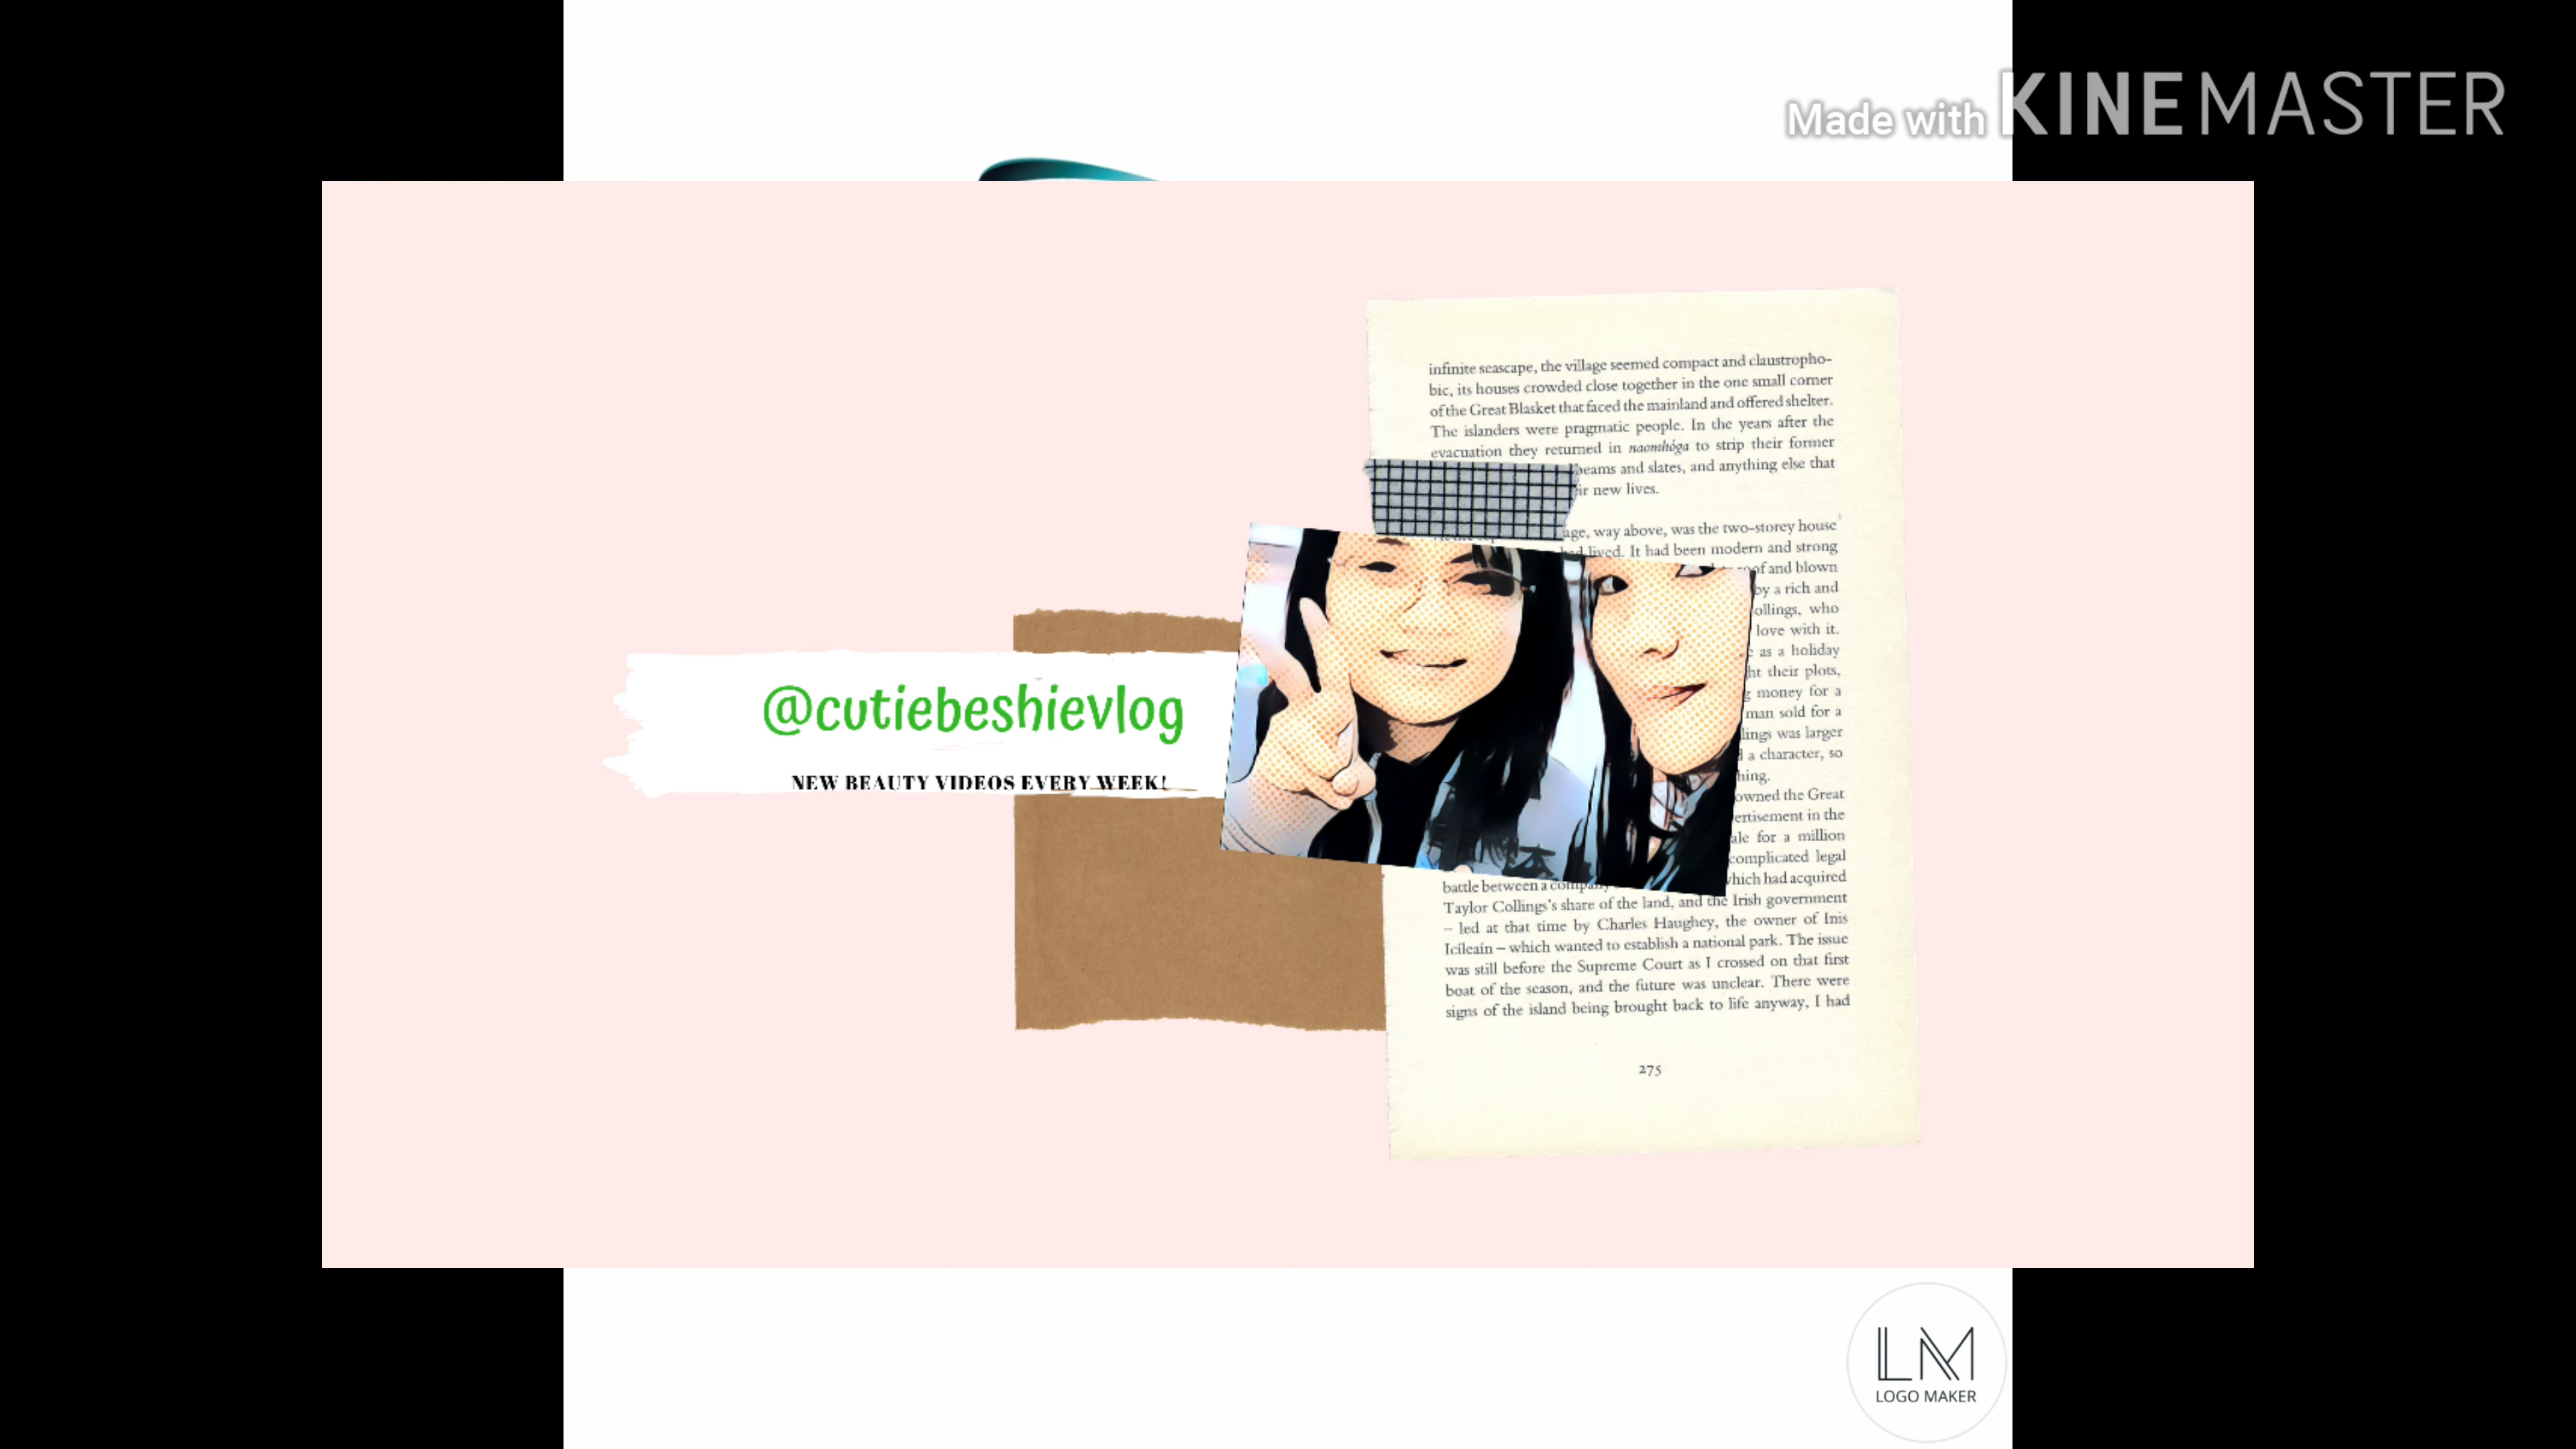 Made with KINEMASTER
@cutiebeshievlog
NEW BEAUTY VIDEOS EVERY WEEK!
infinite seascape, the village seemed compact and claustropho-
bic, its houses crowded close together in the one small corner
of the Great Blasket that faced the mainland and offered shelter.
The islanders were pragmatic people. In the years after the
evacuation they returned in naomhóga to strip their former
beams and slates, and anything else that
new lives.
way above, was the two-storey house
lived. It had been modern and strong
and blown
by a rich and
who
love with it.
as a holiday
their plots,
money for a
man sold for a
was larger
a character, so
owned the Great
in the
for a million
complicated legal
battle between a which had acquired
Taylor Collings's share of the land, and the Irish government
– led at that time by Charles Haughey, the owner of Inis
Icíleaín – which wanted to establish a national park. The issue
was still before the Supreme Court as I crossed on that first
boat of the season, and the future was unclear. There were
signs of the island being brought back to life anyway, I had
275
LM
LOGO MAKER